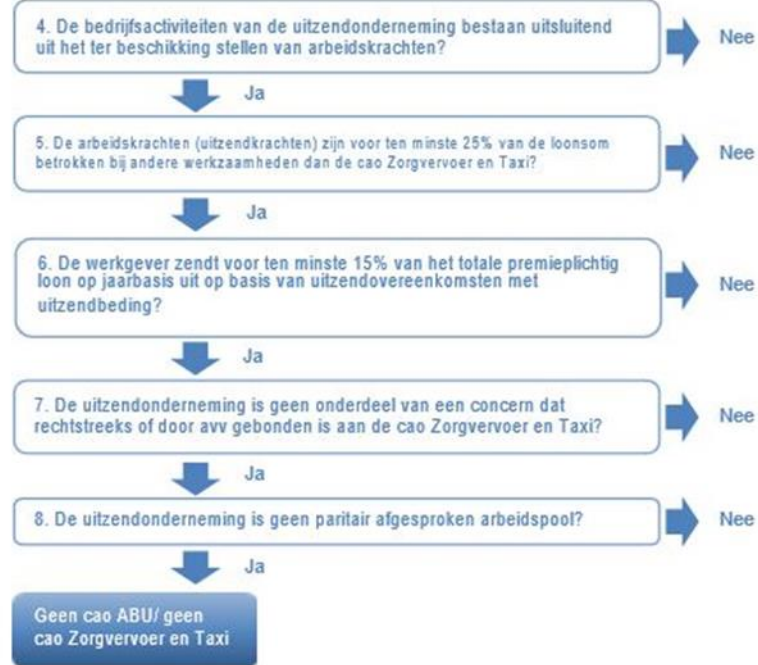 4. De bedrijfsactiviteiten van de uitzendonderneming bestaan uitsluitend
uit het ter beschikking stellen van arbeidskrachten?
Nee
Ja
5. De arbeidskrachten (uitzendkrachten) zijn voor ten minste 25% van de loonsom
betrokken bij andere werkzaamheden dan de cao Zorgvervoer en Taxi?
Nee
Ja
6. De werkgever zendt voor ten minste 15% van het totale premieplichtig
loon op jaarbasis uit op basis van uitzendovereenkomsten met
uitzendbeding?
Nee
Ja
7. De uitzendonderneming is geen onderdeel van een concern dat
rechtstreeks of door avv gebonden is aan de cao Zorgvervoer en Taxi?
Nee
Ja
8. De uitzendonderneming is geen paritair afgesproken arbeidspool?
Nee
Ja
Geen cao ABU/ geen
cao Zorgvervoer en Taxi